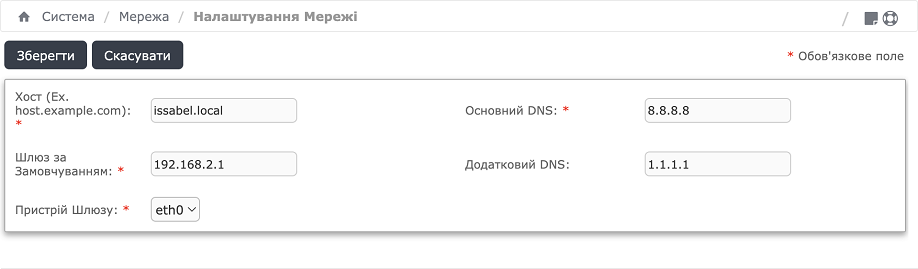 Система / Мережа / Налаштування Мережі /
Зберегти Скасувати * Обов'язкове поле
Хост (Ex.
host.example.com): issabel.local Основний DNS: * 8.8.8.8
*
Шлюз за
Замовчуванням: * 192.168.2.1 Додатковий DNS: 1.1.1.1
Пристрій Шлюзу: * eth0